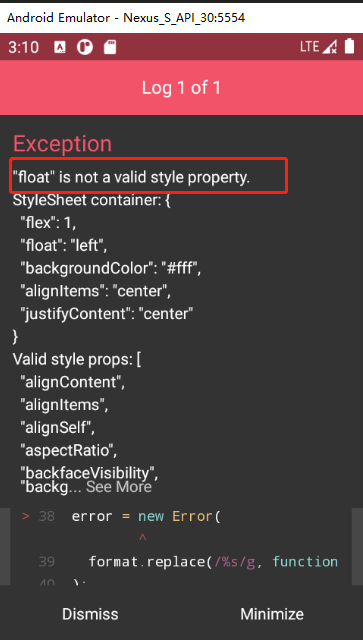 Android Emulator - Nexus_S_API_30:5554
3:10
LTE
Log 1 of 1
Exception
"float" is not a valid style property.
StyleSheet container: {
"flex": 1,
"float": "left",
"backgroundColor": "#fff",
"alignItems": "center",
"justifyContent": "center"
}
Valid style props: [
"alignContent",
"alignItems",
"alignSelf",
"aspectRatio",
"backfaceVisibility",
"backg... See More
> 38 error = new Error(
^
39 format.replace(/%s/g, function
40 );
Dismiss Minimize